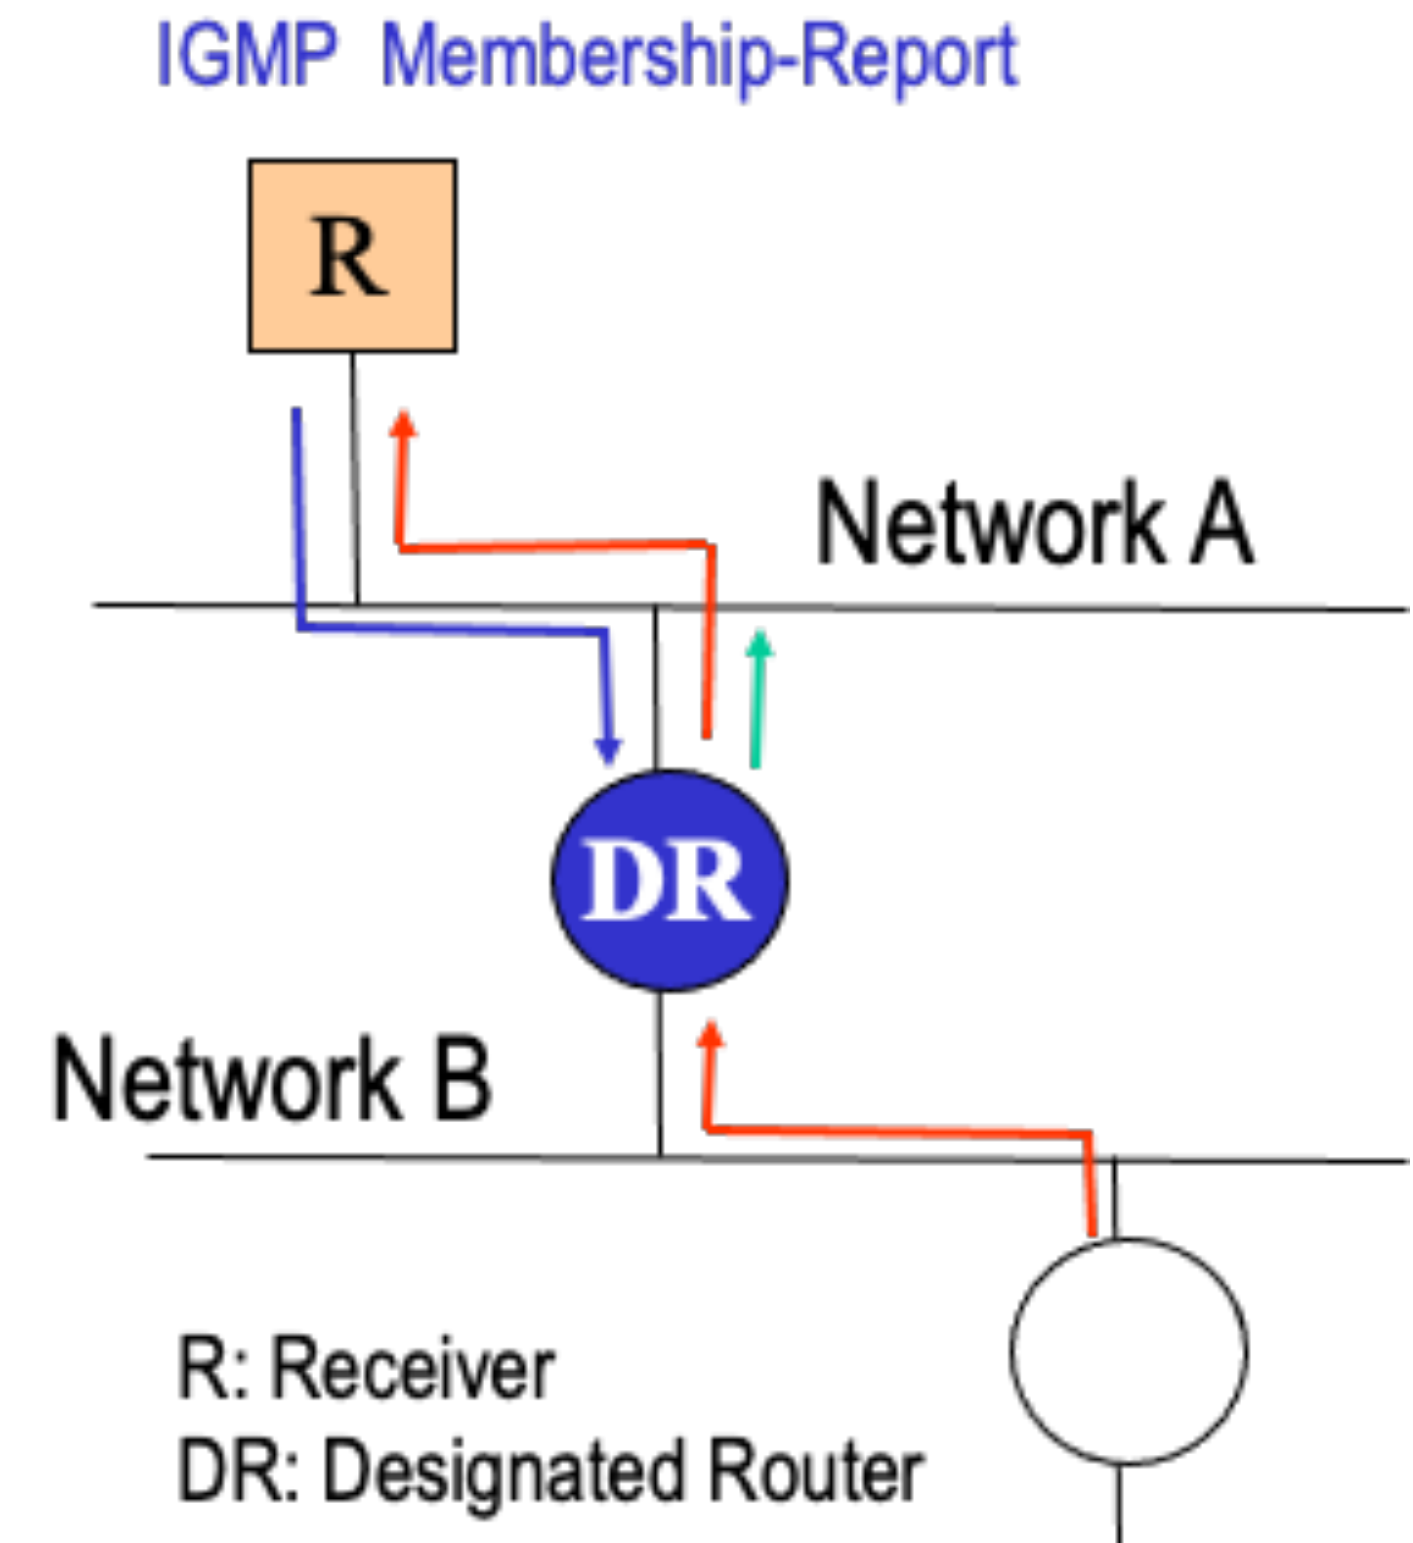 IGMP Membership-Report
R
Network A
DR
Network B
R: Receiver
DR: Designated Router